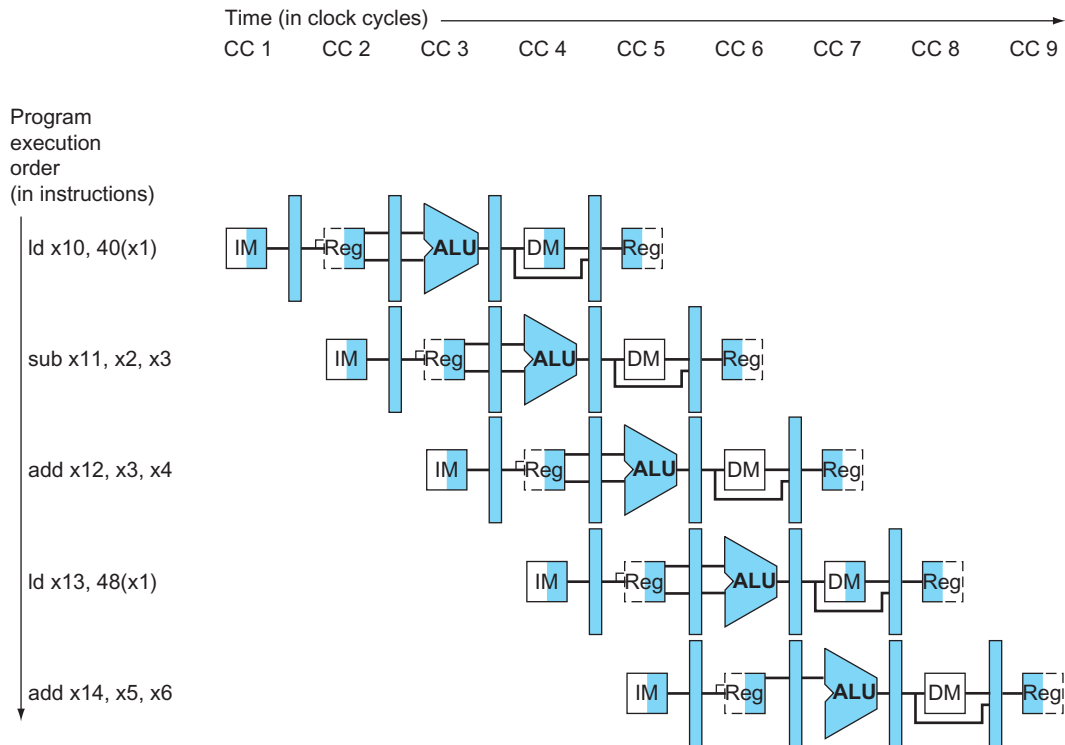 Time (in clock cycles)
CC 1 CC 2 CC 3 CC 4 CC 5 CC 6 CC 7 CC 8 CC 9
Program
execution
order
(in instructions)
ld x10, 40(x1) IM Reg ALU DM Reg
sub x11, x2, x3 IM Reg ALU DM Reg
add x12, x3, x4 IM Reg ALU DM Reg
ld x13, 48(x1) IM Reg ALU DM Reg
add x14, x5, x6 IM Reg ALU DM Reg